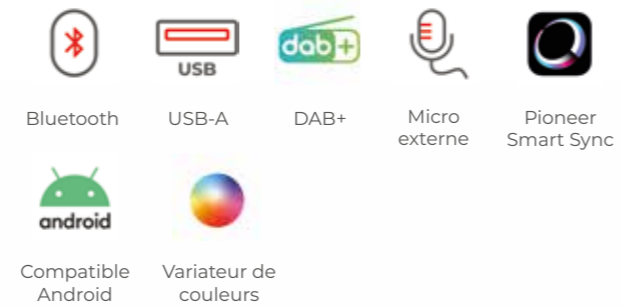 USB
dab+
Bluetooth
USB-A
DAB+
Micro
externe
Pioneer
Smart Sync
android
Compatible
Android
Variateur de
couleurs